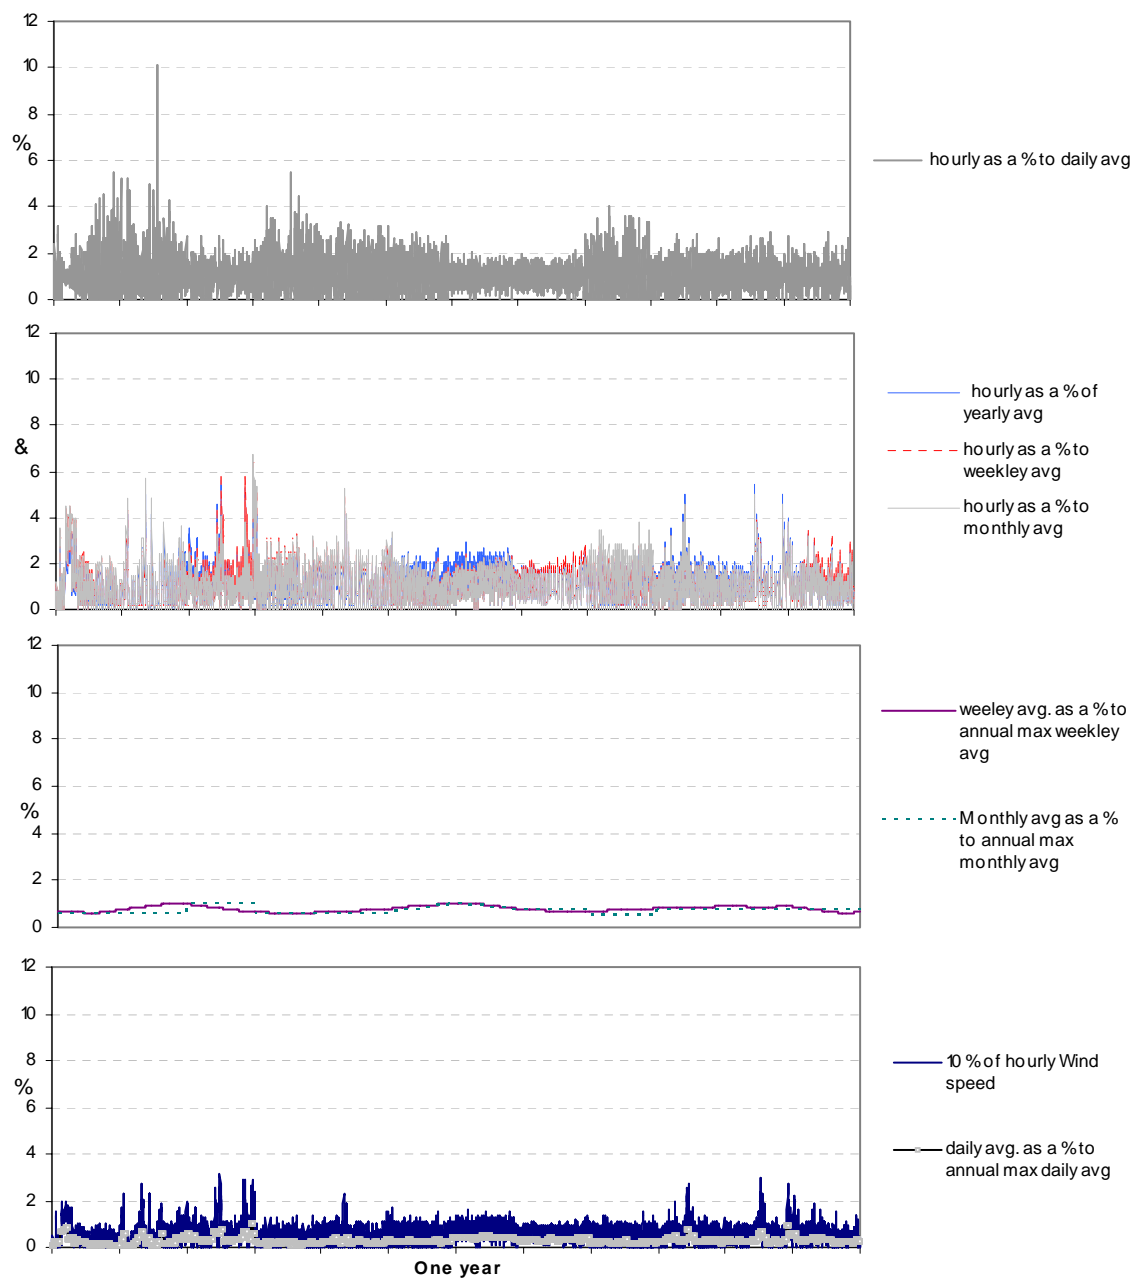 12
10
8
%
6
4
2
0
hourly as a % to daily avg
12
10
8
&
6
4
2
0
hourly as a % of
yearly avg
hourly as a % to
weekley avg
hourly as a % to
monthly avg
12
10
8
6
%
4
2
0
weeley avg. as a % to
annual max weekley
avg
Monthly avg as a %
to annual max
monthly avg
12
10
8
%
6
4
2
0
10 % of hourly Wind
speed
daily avg. as a % to
annual max daily avg
One year